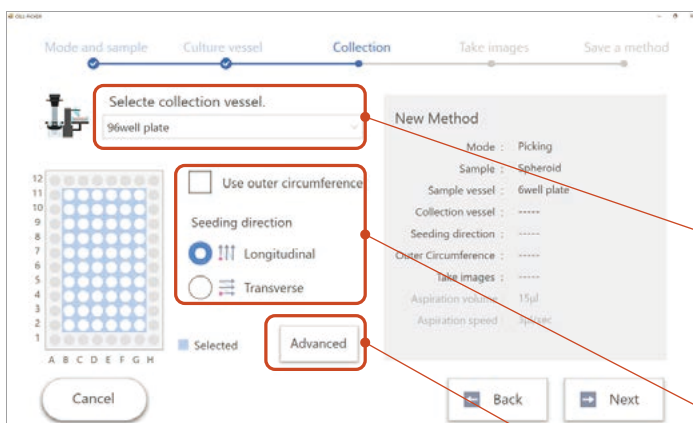 CELL PICKER
Mode and sample Culture vessel Collection Take images Save a method
Selecte collection vessel.
96well plate
Use outer circumference
Seeding direction
Longitudinal
Transverse
12
11
10
9
8
7
6
5
4
3
2
1
A B C D E F G H
Selected
Advanced
New Method
Mode : Picking
Sample : Spheroid
Sample vessel : 6well plate
Collection vessel : -----
Seeding direction : -----
Outer Circumference : -----
Take images : -----
Aspiration volume 15μl
Aspiration speed 3μl/sec
Cancel
Back
Next